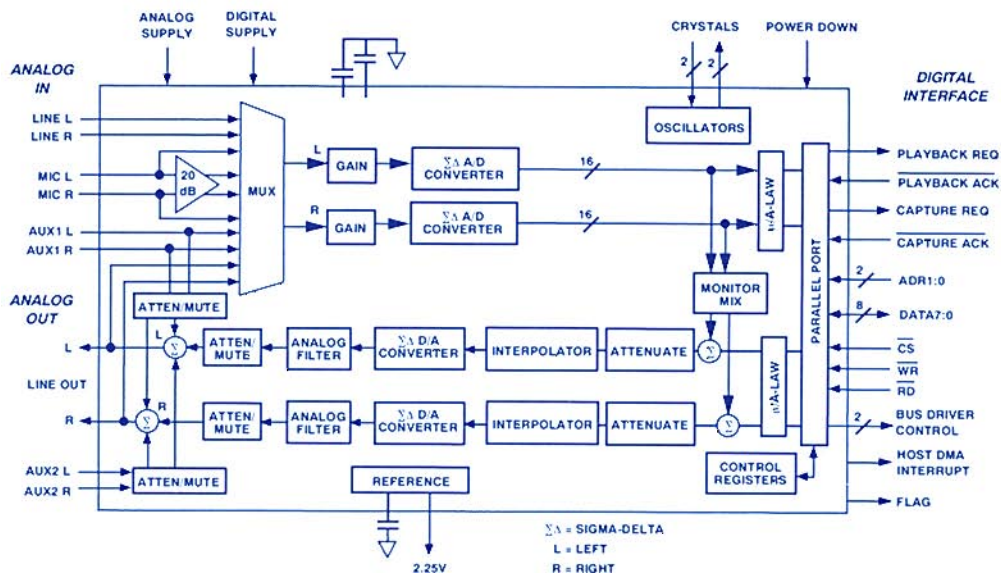 ANALOG SUPPLY
DIGITAL SUPPLY
CRYSTALS
POWER DOWN
2
2
ANALOG IN
DIGITAL INTERFACE
OSCILLATORS
LINE L
LINE R
MIC L
MIC R
20 dB
MUX
L
GAIN
ΣΔ A/D CONVERTER
16
R
GAIN
ΣΔ A/D CONVERTER
16
μ/A-LAW
PARALLEL PORT
PLAYBACK REQ
PLAYBACK ACK
CAPTURE REQ
CAPTURE ACK
AUX1 L
AUX1 R
MONITOR MIX
2
ADR1:0
8
DATA7:0
ANALOG OUT
ATTEN/MUTE
L
L
Σ
ATTEN/ MUTE
ANALOG FILTER
ΣΔ D/A CONVERTER
INTERPOLATOR
ATTENUATE
Σ
μ/A-LAW
CS
WR
RD
LINE OUT
R
R
Σ
ATTEN/ MUTE
ANALOG FILTER
ΣΔ D/A CONVERTER
INTERPOLATOR
ATTENUATE
Σ
2
BUS DRIVER CONTROL
AUX2 L
AUX2 R
ATTEN/MUTE
REFERENCE
CONTROL REGISTERS
HOST DMA INTERRUPT
FLAG
2.25V
ΣΔ = SIGMA-DELTA
L = LEFT
R = RIGHT